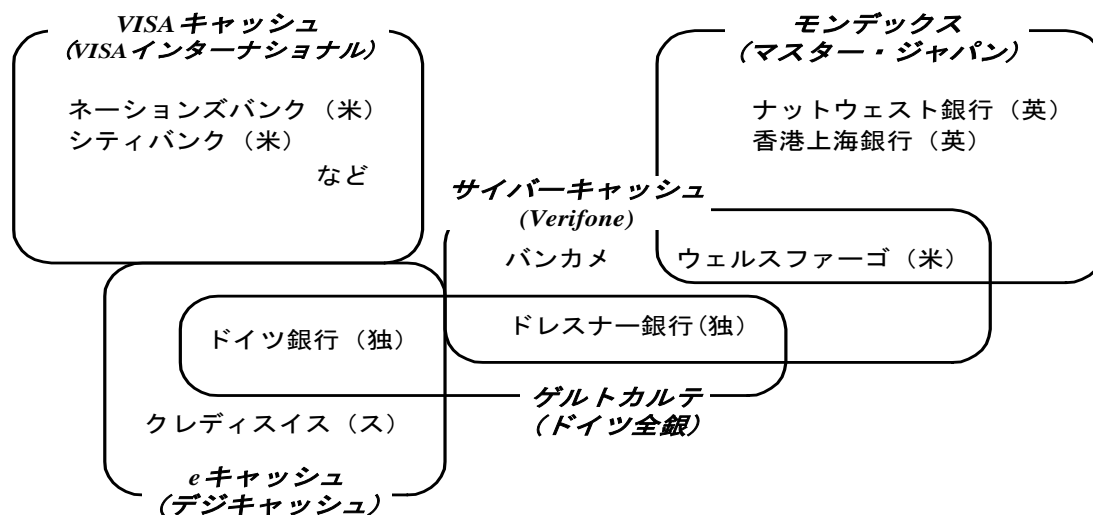 VISAキャッシュ
(VISAインターナショナル)
ネーションズバンク（米）
シティバンク（米）
など
モンデックス
(マスター・ジャパン)
ナットウェスト銀行（英）
香港上海銀行（英）
サイバーキャッシュ
(Verifone)
バンカメ
ウェルスファーゴ（米）
ドイツ銀行（独）
ドレスナー銀行(独)
ゲルトカルテ
(ドイツ全銀)
クレディスイス（ス）
eキャッシュ
(デジキャッシュ)